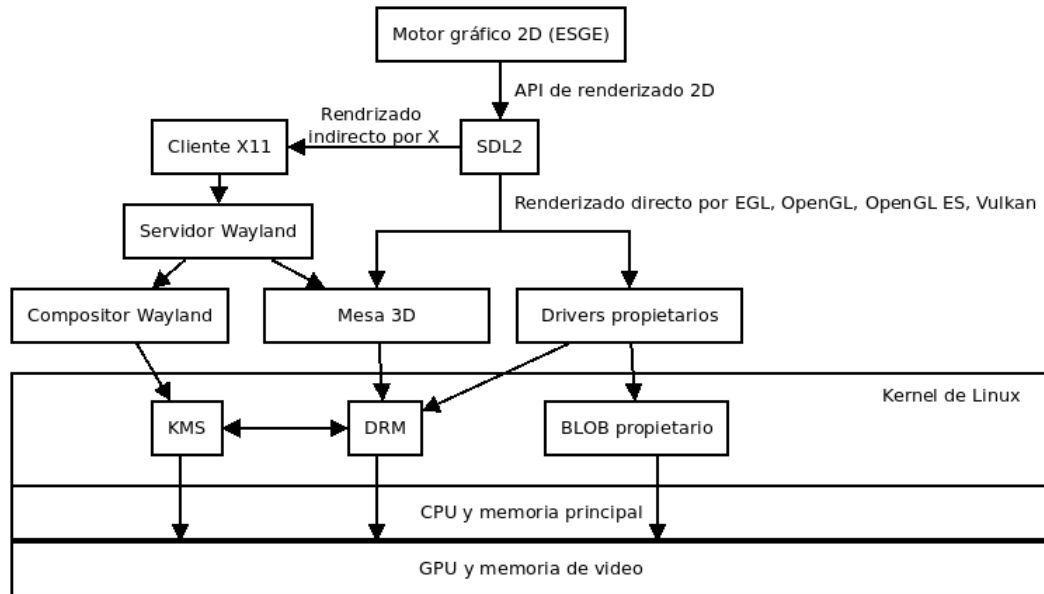 Motor gráfico 2D (ESGE)
API de renderizado 2D
Rendrizado
indirecto por X
Cliente X11
SDL2
Renderizado directo por EGL, OpenGL, OpenGL ES, Vulkan
Servidor Wayland
Compositor Wayland
Mesa 3D
Drivers propietarios
Kernel de Linux
KMS
DRM
BLOB propietario
CPU y memoria principal
GPU y memoria de video